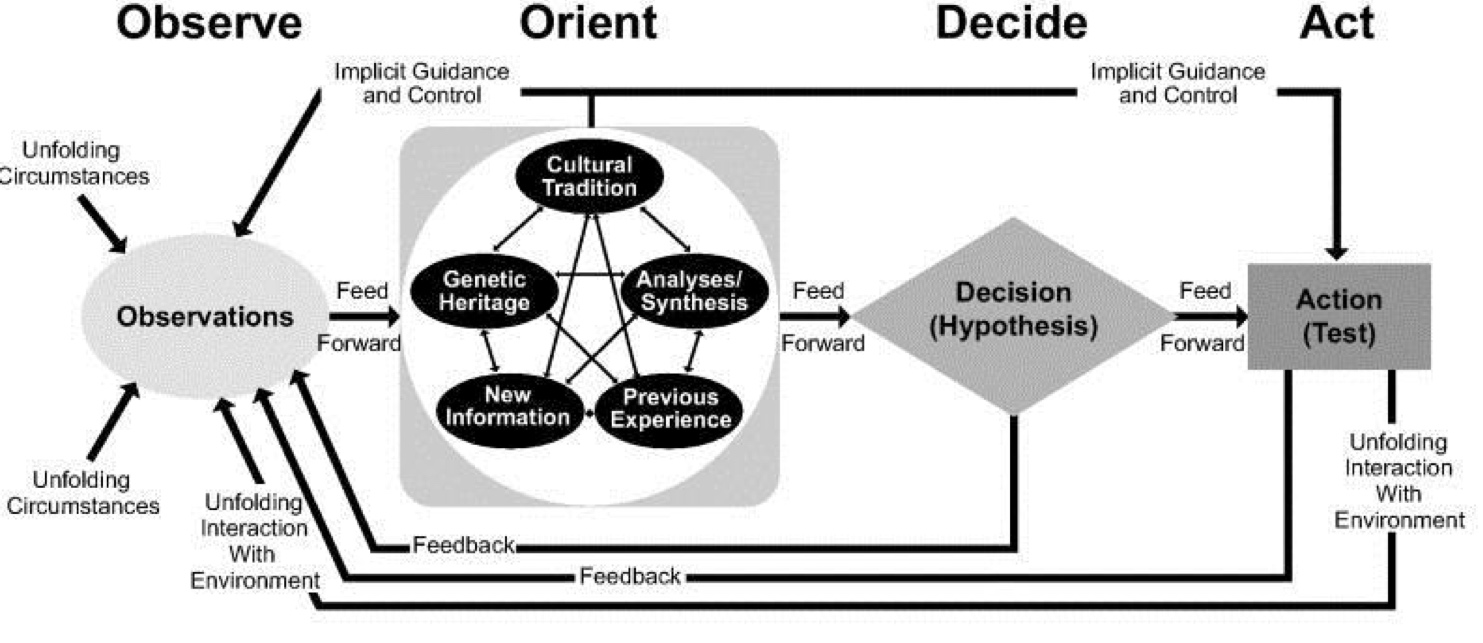 Observe
Orient
Decide
Act
Implicit Guidance
and Control
Implicit Guidance
and Control
Unfolding
Circumstances
Cultural
Tradition
Genetic
Heritage
Analyses/
Synthesis
New
Information
Previous
Experience
Observations
Feed
Forward
Feed
Forward
Decision
(Hypothesis)
Feed
Forward
Action
(Test)
Unfolding
Circumstances
Unfolding
Interaction
With
Environment
Unfolding
Interaction
With
Environment
Feedback
Feedback